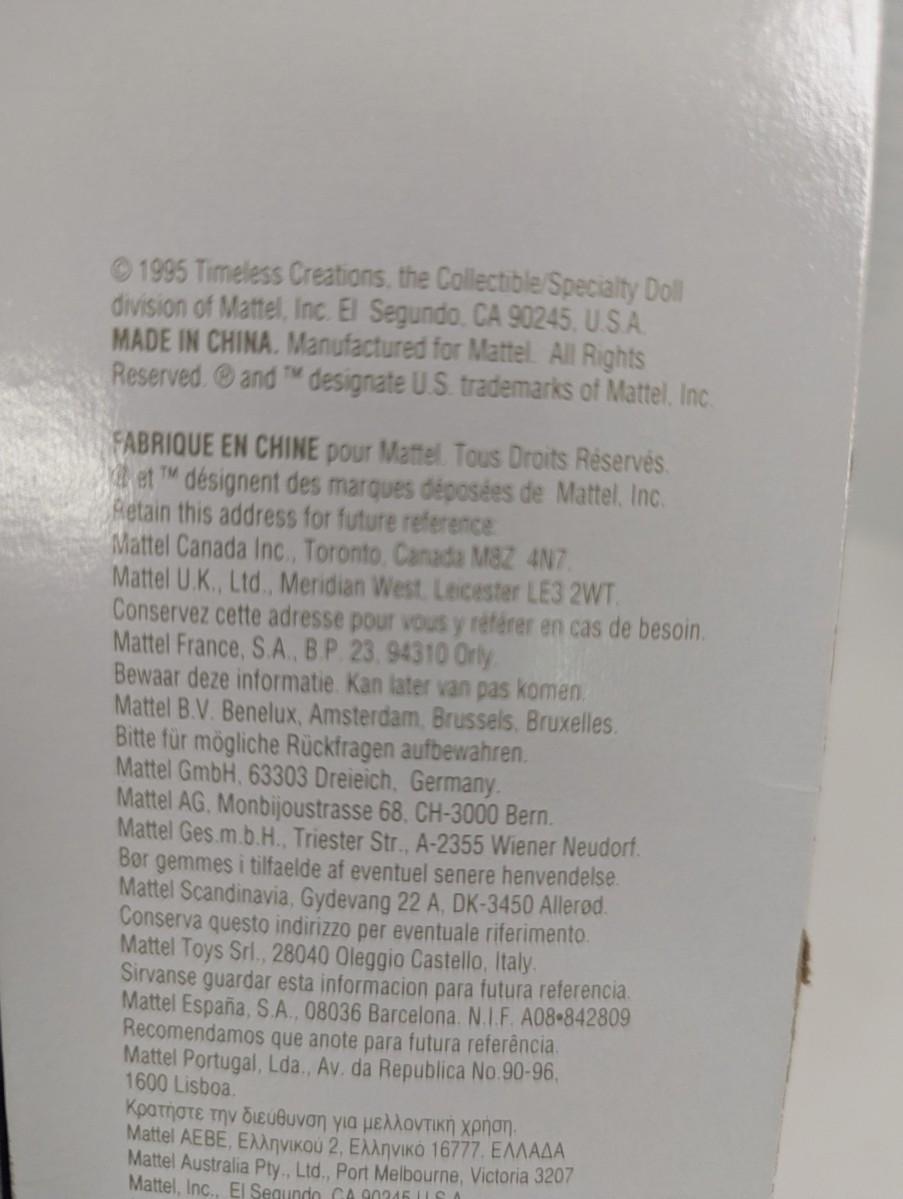 © 1995 Timeless Creations, the Collectible/Specialty Doll
division of Mattel, Inc. El Segundo, CA 90245, U.S.A.
MADE IN CHINA. Manufactured for Mattel. All Rights
Reserved. ® and ™ designate U.S. trademarks of Mattel, Inc.
FABRIQUE EN CHINE pour Mattel. Tous Droits Réservés.
® et ™ désignent des marques déposées de Mattel, Inc.
Retain this address for future reference:
Mattel Canada Inc., Toronto, Canada M8Z 4N7.
Mattel U.K., Ltd., Meridian West, Leicester LE3 2WT.
Conservez cette adresse pour vous y référer en cas de besoin.
Mattel France, S.A., B.P. 23, 94310 Orly.
Bewaar deze informatie. Kan later van pas komen.
Mattel B.V. Benelux, Amsterdam, Brussels, Bruxelles.
Bitte für mögliche Rückfragen aufbewahren.
Mattel GmbH, 63303 Dreieich, Germany.
Mattel AG, Monbijoustrasse 68, CH-3000 Bern.
Mattel Ges.m.b.H., Triester Str., A-2355 Wiener Neudorf.
Bør gemmes i tilfaelde af eventuel senere henvendelse.
Mattel Scandinavia, Gydevang 22 A, DK-3450 Allerød.
Conserva questo indirizzo per eventuale riferimento.
Mattel Toys Srl., 28040 Oleggio Castello, Italy.
Sirvanse guardar esta informacion para futura referencia.
Mattel España, S.A., 08036 Barcelona. N.I.F. A08•842809
Recomendamos que anote para futura referência.
Mattel Portugal, Lda., Av. da Republica No.90-96,
1600 Lisboa.
Κρατήστε την διεύθυνση για μελλοντική χρήση.
Mattel AEBE, Ελληνικού 2, Ελληνικό 16777, ΕΛΛΑΔΑ
Mattel Australia Pty., Ltd., Port Melbourne, Victoria 3207
Mattel, Inc., El Segundo, CA 90245 U.S.A.